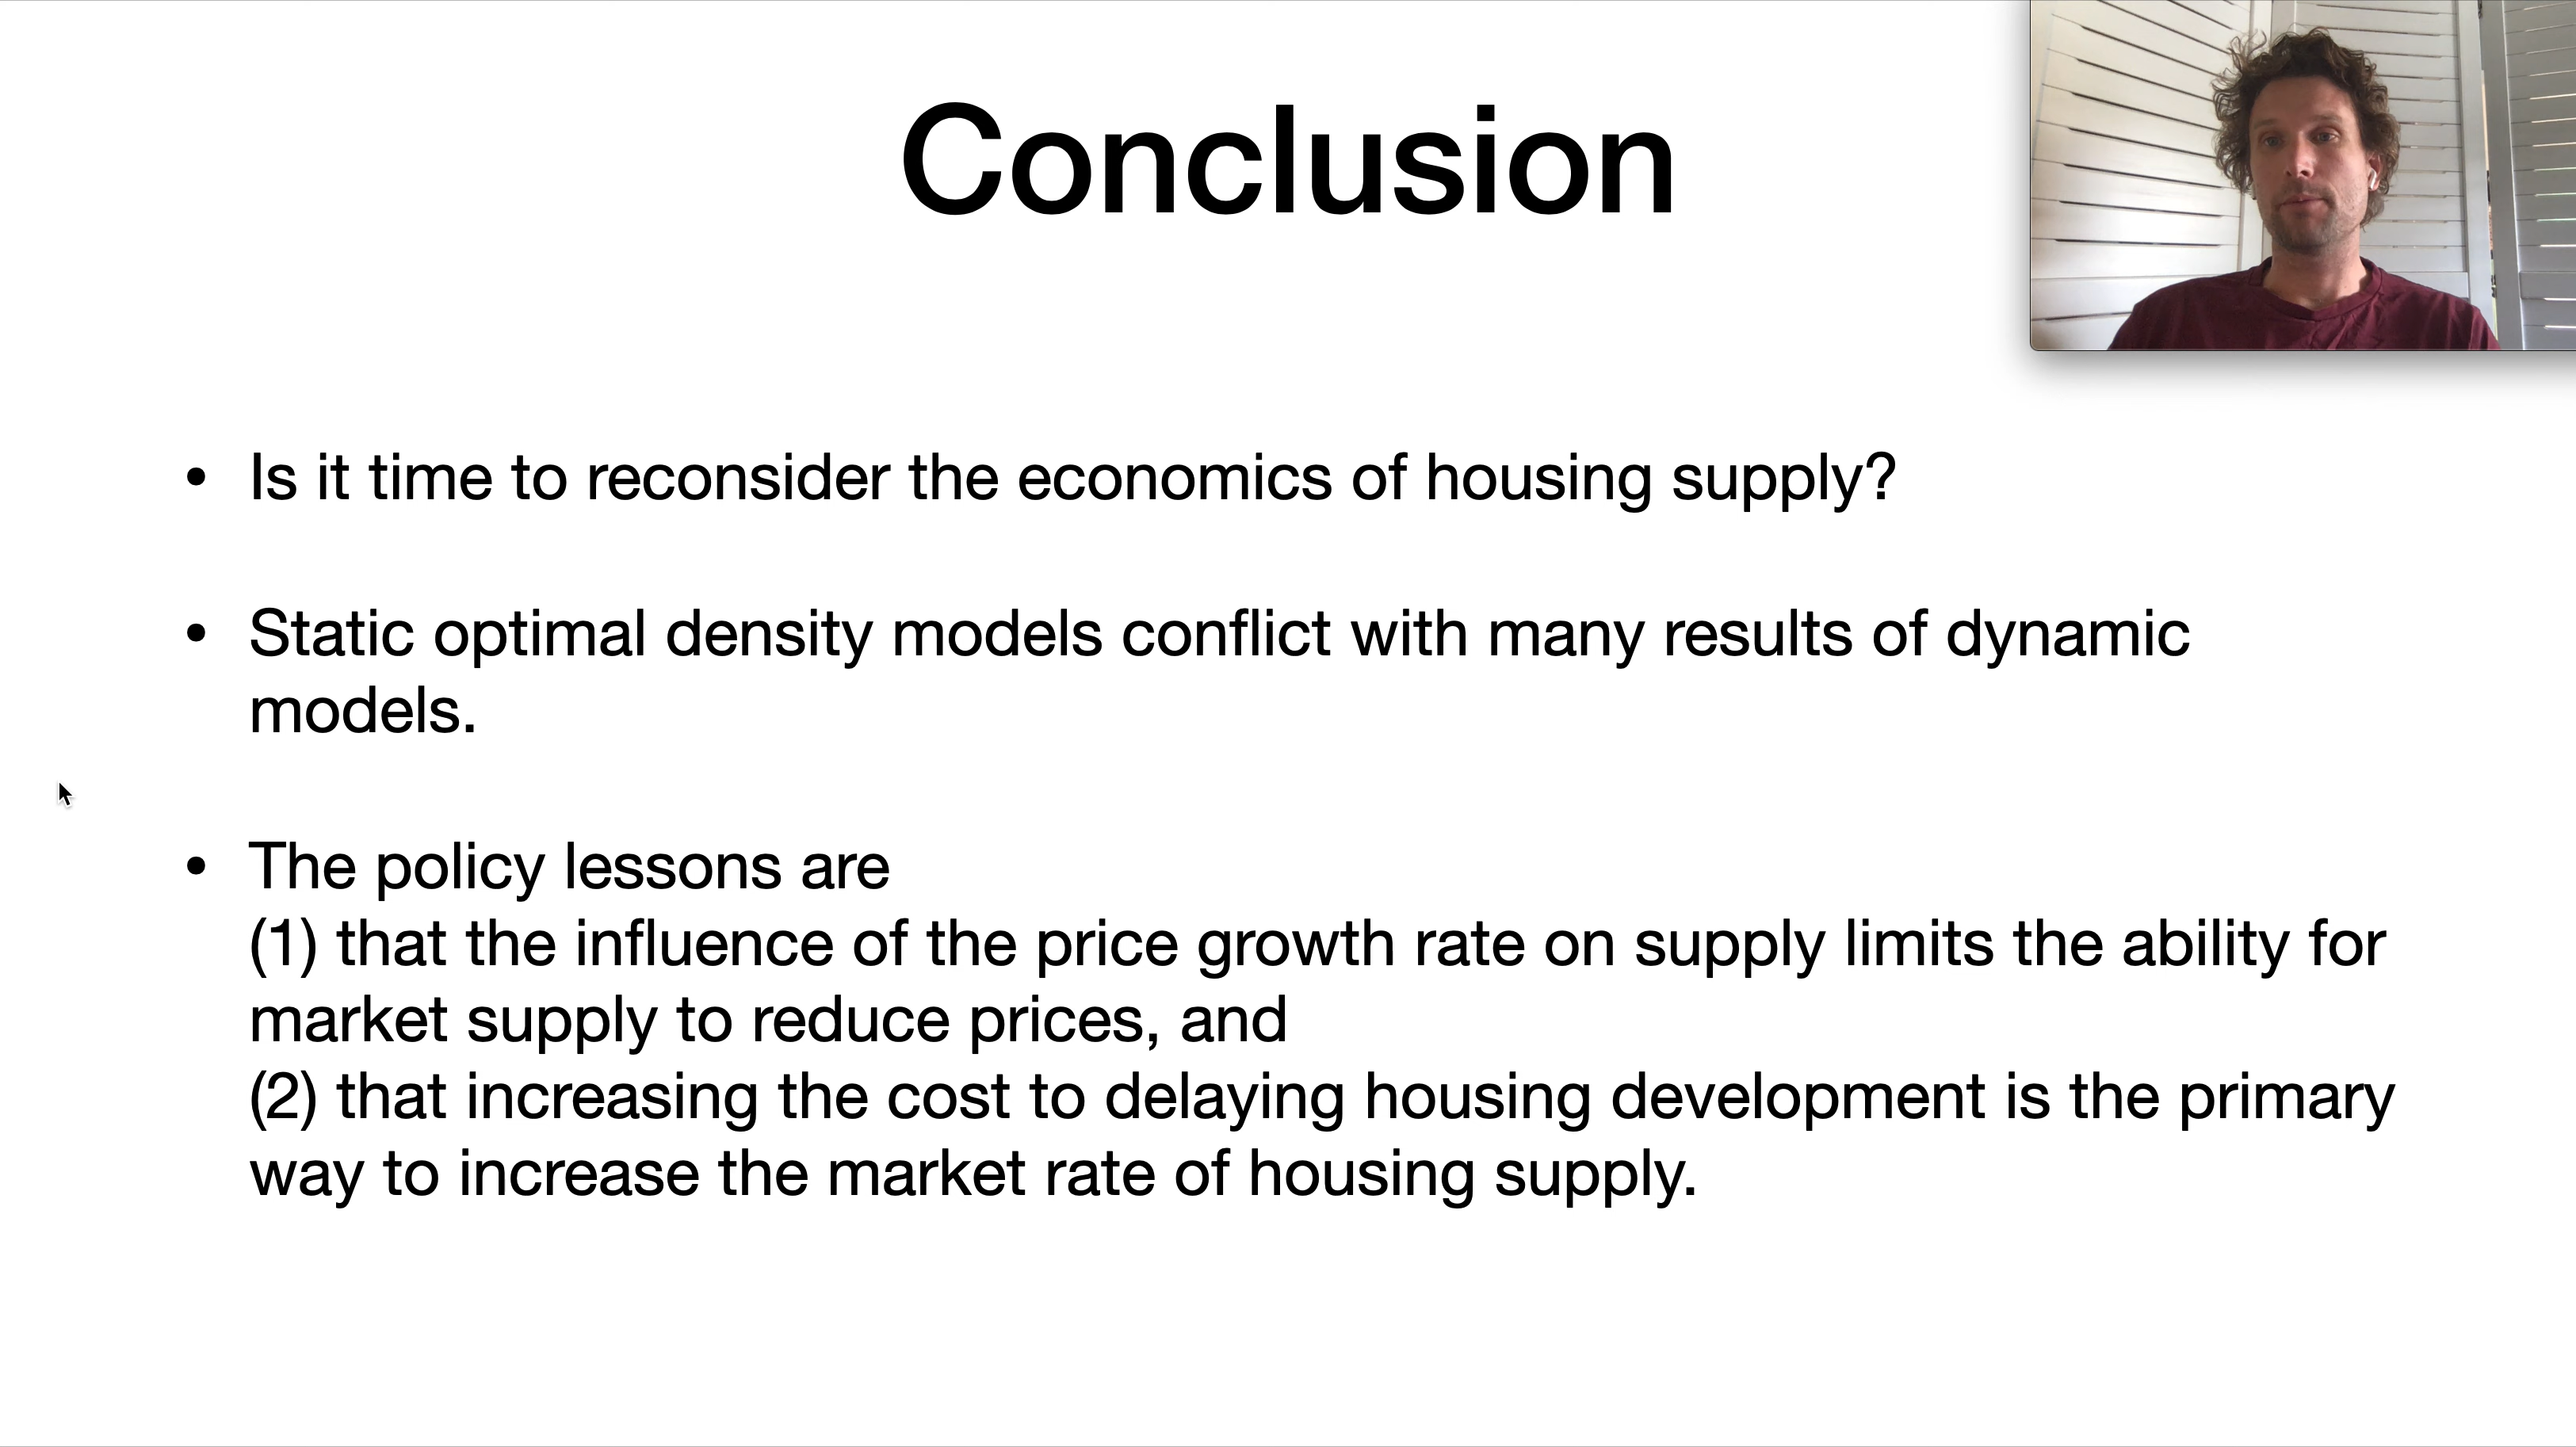 Conclusion
• Is it time to reconsider the economics of housing supply?
• Static optimal density models conflict with many results of dynamic
models.
• The policy lessons are
(1) that the influence of the price growth rate on supply limits the ability for
market supply to reduce prices, and
(2) that increasing the cost to delaying housing development is the primary
way to increase the market rate of housing supply.